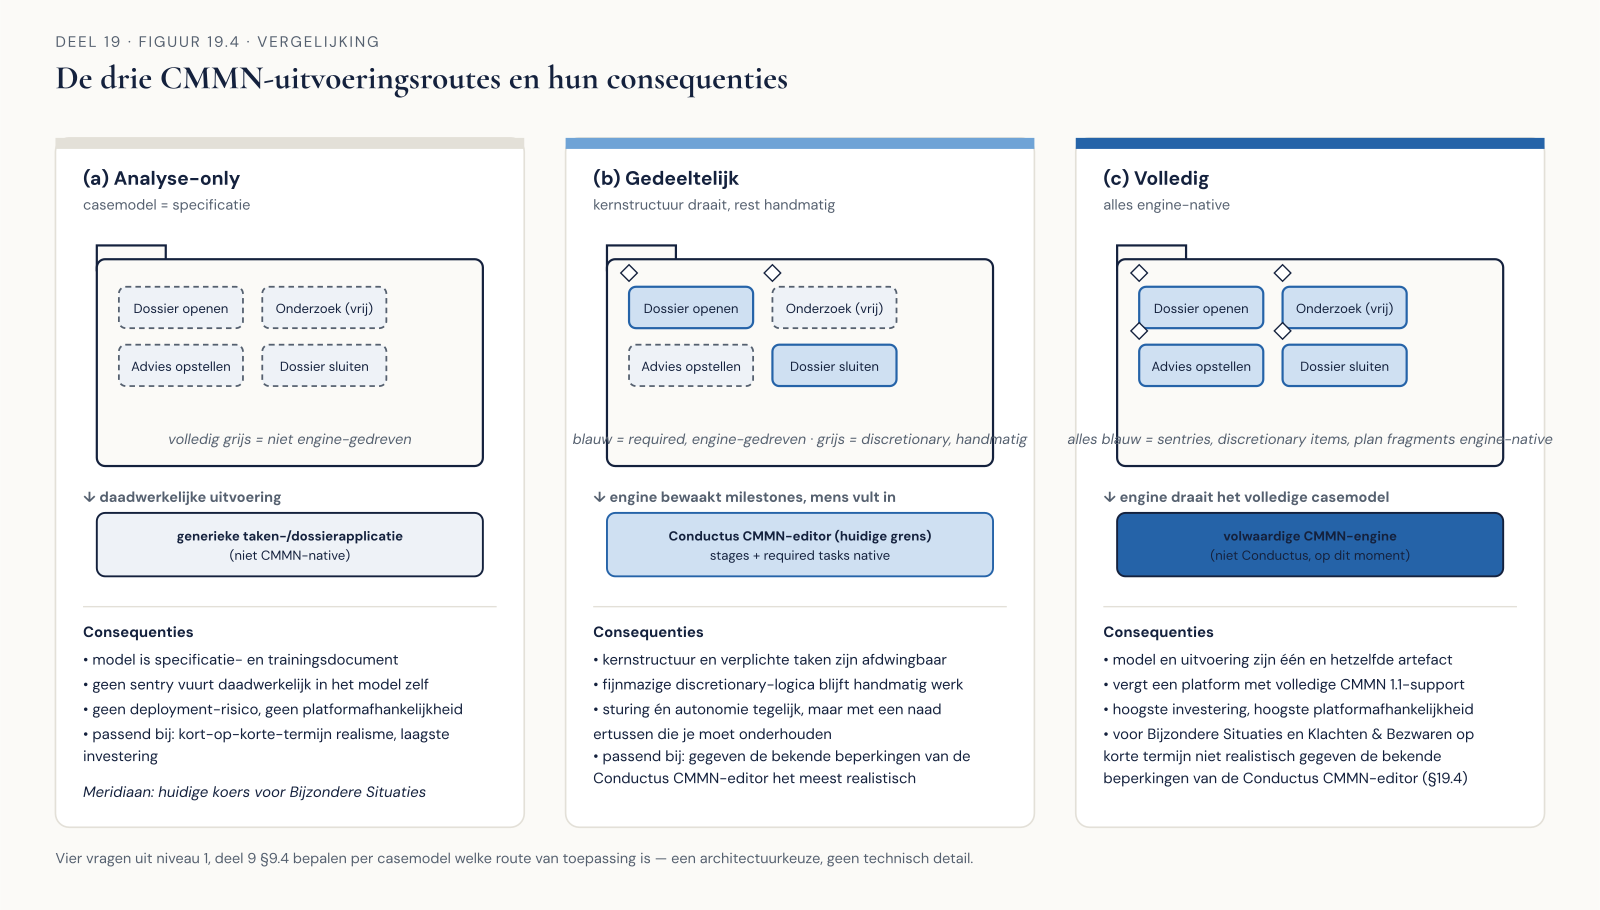 DEEL 19 · FIGUUR 19.4 · VERGELIJKING
De drie CMMN-uitvoeringsroutes en hun consequenties
(a) Analyse-only
casemodel = specificatie
Dossier openen
Onderzoek (vrij)
Advies opstellen
Dossier sluiten
volledig grijs = niet engine-gedreven
↓ daadwerkelijke uitvoering
generieke taken-/dossierapplicatie
(niet CMMN-native)
Consequenties
• model is specificatie- en trainingsdocument
• geen sentry vuurt daadwerkelijk in het model zelf
• geen deployment-risico, geen platformafhankelijkheid
• passend bij: kort-op-korte-termijn realisme, laagste
investering
Meridiaan: huidige koers voor Bijzondere Situaties
(b) Gedeeltelijk
kernstructuur draait, rest handmatig
Dossier openen
Onderzoek (vrij)
Advies opstellen
Dossier sluiten
blauw = required, engine-gedreven · grijs = discretionary, handmatig
↓ engine bewaakt milestones, mens vult in
Conductus CMMN-editor (huidige grens)
stages + required tasks native
Consequenties
• kernstructuur en verplichte taken zijn afdwingbaar
• fijnmazige discretionary-logica blijft handmatig werk
• sturing én autonomie tegelijk, maar met een naad
ertussen die je moet onderhouden
• passend bij: gegeven de bekende beperkingen van de
Conductus CMMN-editor het meest realistisch
(c) Volledig
alles engine-native
Dossier openen
Onderzoek (vrij)
Advies opstellen
Dossier sluiten
alles blauw = sentries, discretionary items, plan fragments engine-native
↓ engine draait het volledige casemodel
volwaardige CMMN-engine
(niet Conductus, op dit moment)
Consequenties
• model en uitvoering zijn één en hetzelfde artefact
• vergt een platform met volledige CMMN 1.1-support
• hoogste investering, hoogste platformafhankelijkheid
• voor Bijzondere Situaties en Klachten & Bezwaren op
korte termijn niet realistisch gegeven de bekende
beperkingen van de Conductus CMMN-editor (§19.4)
Vier vragen uit niveau 1, deel 9 §9.4 bepalen per casemodel welke route van toepassing is — een architectuurkeuze, geen technisch detail.